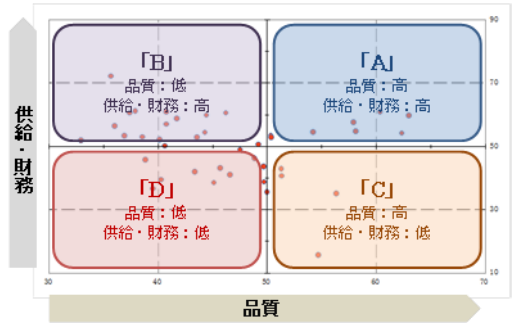 供給・財務
「B」
品質：低
供給・財務：高
「A」
品質：高
供給・財務：高
「D」
品質：低
供給・財務：低
「C」
品質：高
供給・財務：低
90
70
50
30
10
30
40
50
60
70
品質